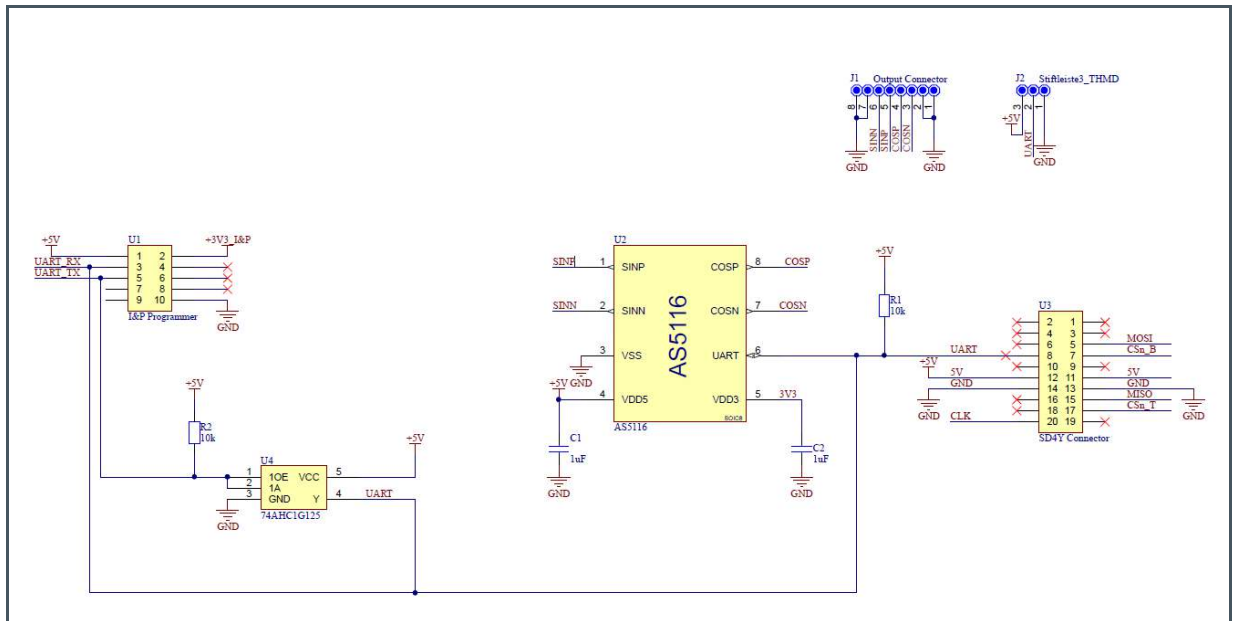 J1 Output Connector
8 7 6 5 4 3 2 1
SINN SINP COSP COSN
GND GND
J2 Stiftleiste3_THMD
3 2 1
+5V
UART
GND
+5V U1 +3V3_I&P
1 2
UART_RX 3 4
UART_TX 5 6
7 8
9 10
I&P Programmer
GND
+5V
R2
10k
U4
1 1OE VCC 5
2 1A
3 GND Y 4 UART
74AHC1G125
+5V
GND
U2
SINP 1 SINP COSP 8 COSP
SINN 2 SINN COSN 7 COSN
3 VSS UART 6
GND
+5V 4 VDD5 VDD3 5 3V3
AS5116
AS5116 SOIC8
C1
1uF
GND
C2
1uF
GND
+5V
R1
10k
U3
2 1
4 3
6 5 MOSI
UART 8 7 CSn_B
10 9
+5V 5V 12 11 5V
GND 14 13 GND
16 15 MISO
18 17 CSn_T
CLK 20 19
SD4Y Connector
GND GND